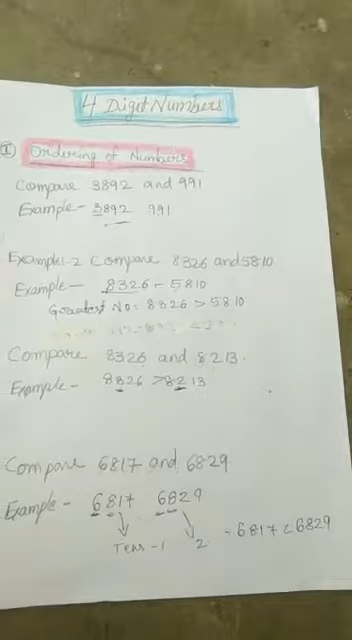 4 Digit Numbers
① Ordering of Numbers
Compare 3892 and 991
Example- 3892 991
Example-2 Compare 8326 and 5810
Example- 8326 - 5810
Greatest No: 8326 > 5810
Compare 8326 and 8213.
Example- 8326 > 8213
Compare 6817 and 6829
Example- 6817 6829
Tens-1 2 - 6817 < 6829